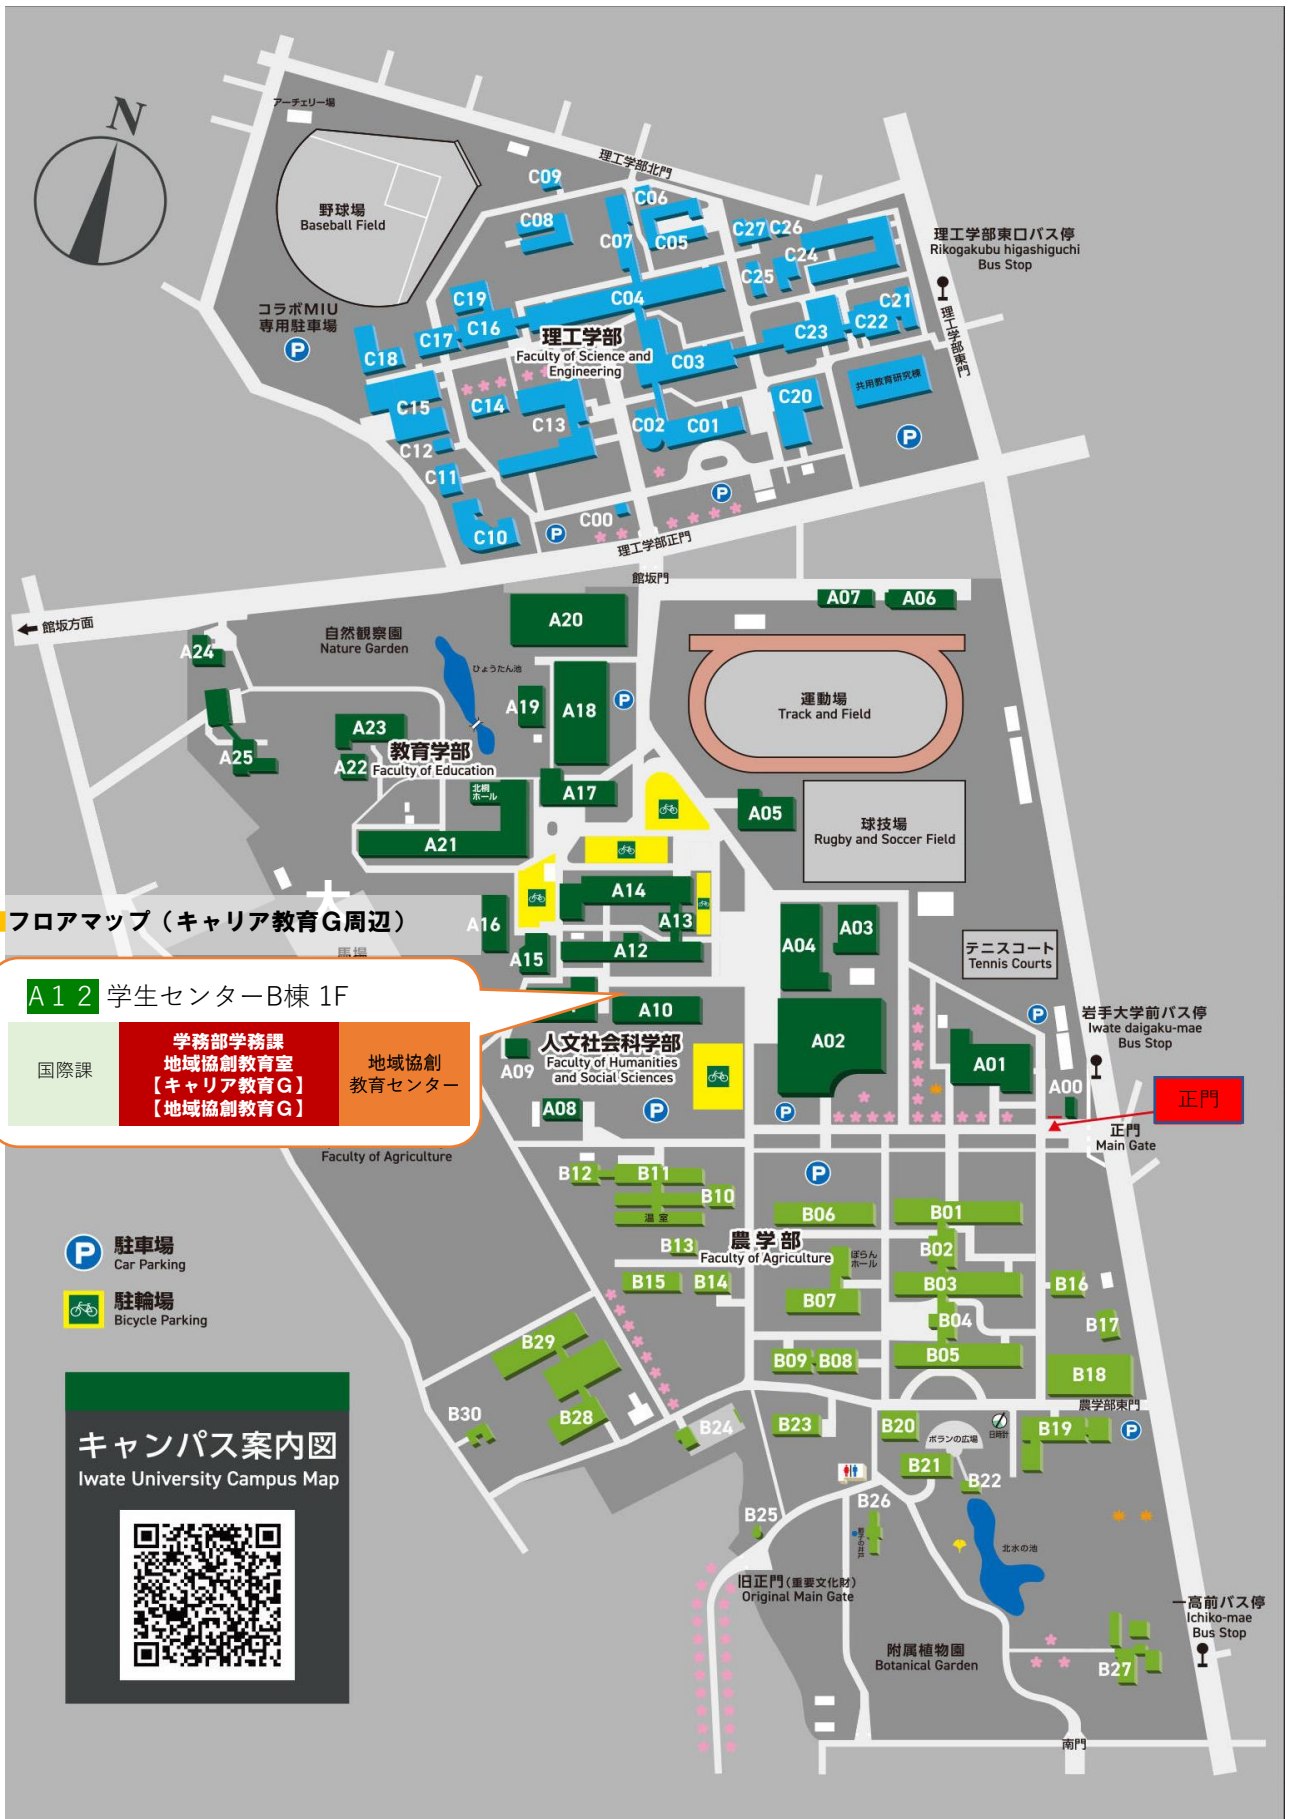 N
アーチェリー場
野球場
Baseball Field
理工学部北門
C09
C08
C06
C07
C05
C27
C26
C24
C25
理工学部東口バス停
Rikogakubu higashiguchi
Bus Stop
コラボMIU
専用駐車場
P
C19
C04
C16
C17
C18
理工学部
Faculty of Science and
Engineering
C03
C23
C22
C21
理工学部東門
共用教育研究棟
C15
C14
C13
C02
C01
C20
P
C12
C11
C10
C00
P
P
理工学部正門
館坂門
館坂方面
A07
A06
A20
自然観察園
Nature Garden
ひょうたん池
A24
A19
A18
P
運動場
Track and Field
A23
A22
A25
教育学部
Faculty of Education
北桐
ホール
A17
A05
球技場
Rugby and Soccer Field
A21
A14
A13
A16
A15
A12
A04
A03
テニスコート
Tennis Courts
大
フロアマップ（キャリア教育G周辺）
馬場
A12 学生センターB棟 1F
国際課
学務部学務課
地域協創教育室
【キャリア教育G】
【地域協創教育G】
地域協創
教育センター
A10
人文社会科学部
Faculty of Humanities
and Social Sciences
A09
A08
P
A02
P
A01
P
岩手大学前バス停
Iwate daigaku-mae
Bus Stop
A00
正門
正門
Main Gate
Faculty of Agriculture
B12
B11
B10
温室
P
B06
B01
B13
農学部
Faculty of Agriculture
ぽらん
ホール
B02
B15
B14
B07
B03
B16
B04
B17
B09
B08
B05
B18
P 駐車場
Car Parking
駐輪場
Bicycle Parking
B29
B28
B30
B24
B23
B20
ポランの広場
日時計
農学部東門
B19
P
B21
B22
キャンパス案内図
Iwate University Campus Map
B25
B26
北水の池
旧正門（重要文化財）
Original Main Gate
附属植物園
Botanical Garden
一高前バス停
Ichiko-mae
Bus Stop
B27
南門